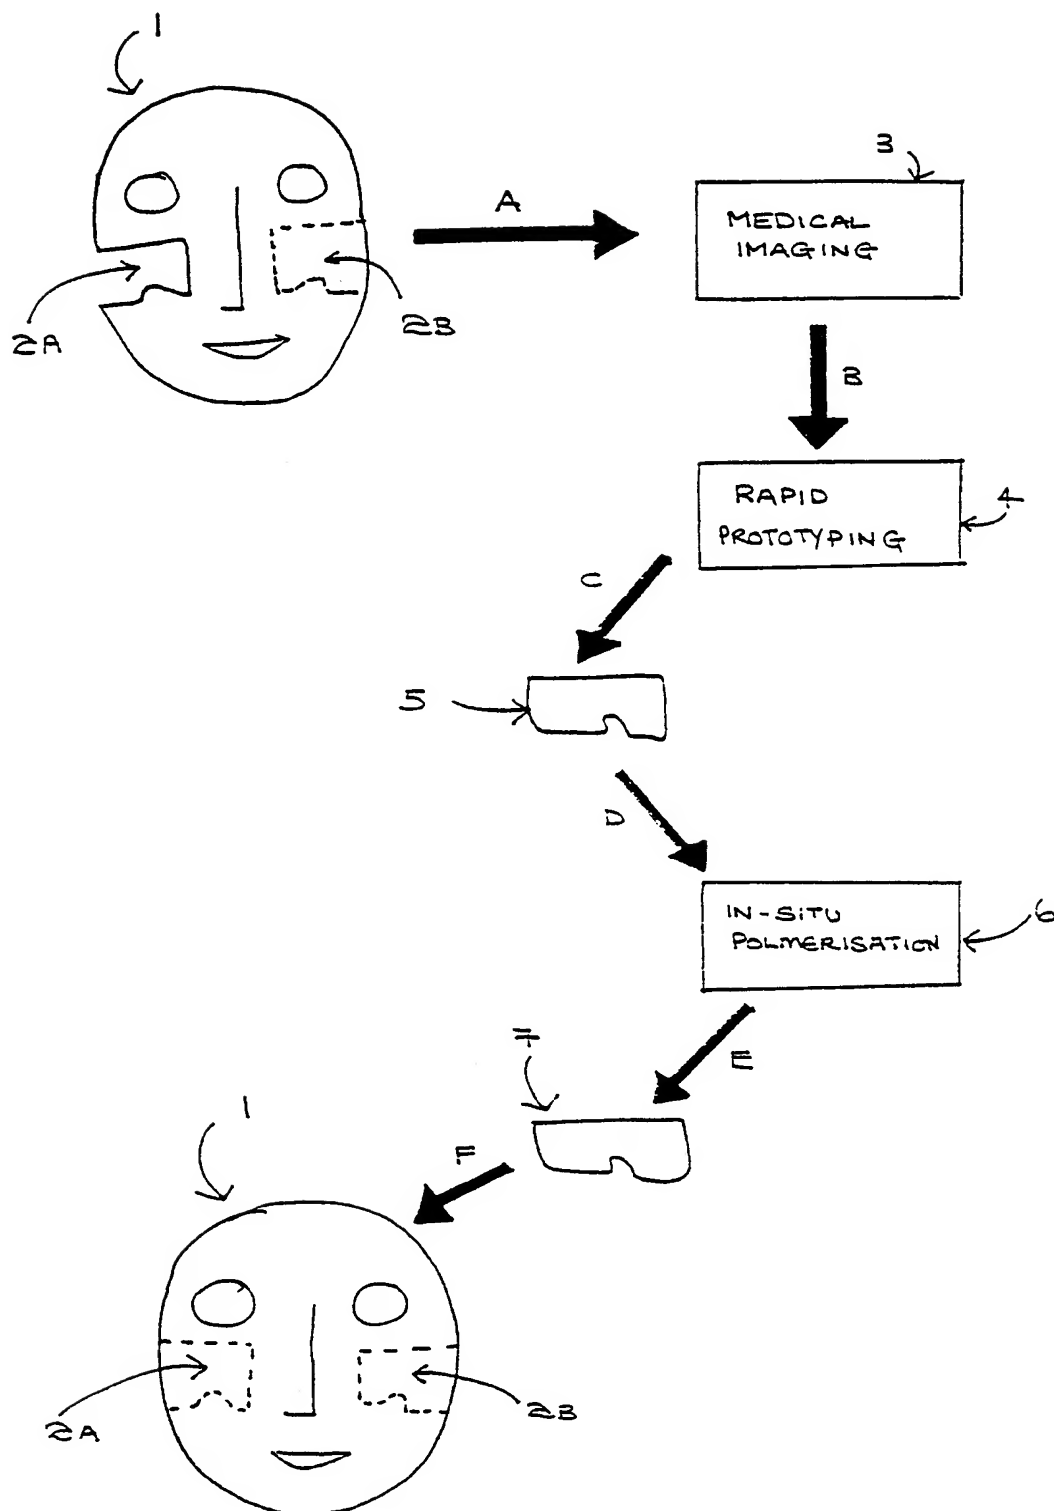 1
A
3
MEDICAL
IMAGING
2A
2B
B
RAPID
PROTOTYPING
4
C
5
D
IN-SITU
POLMERISATION
6
7
E
1
F
2A
2B